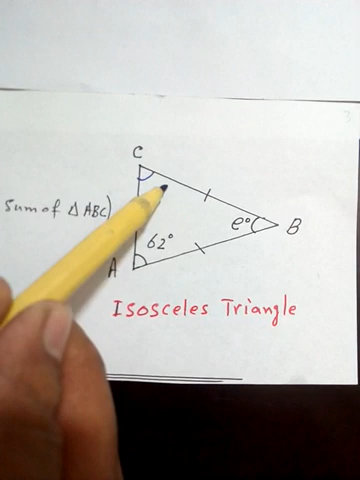 C
Sum of △ABC)
e° B
62°
A
Isosceles Triangle